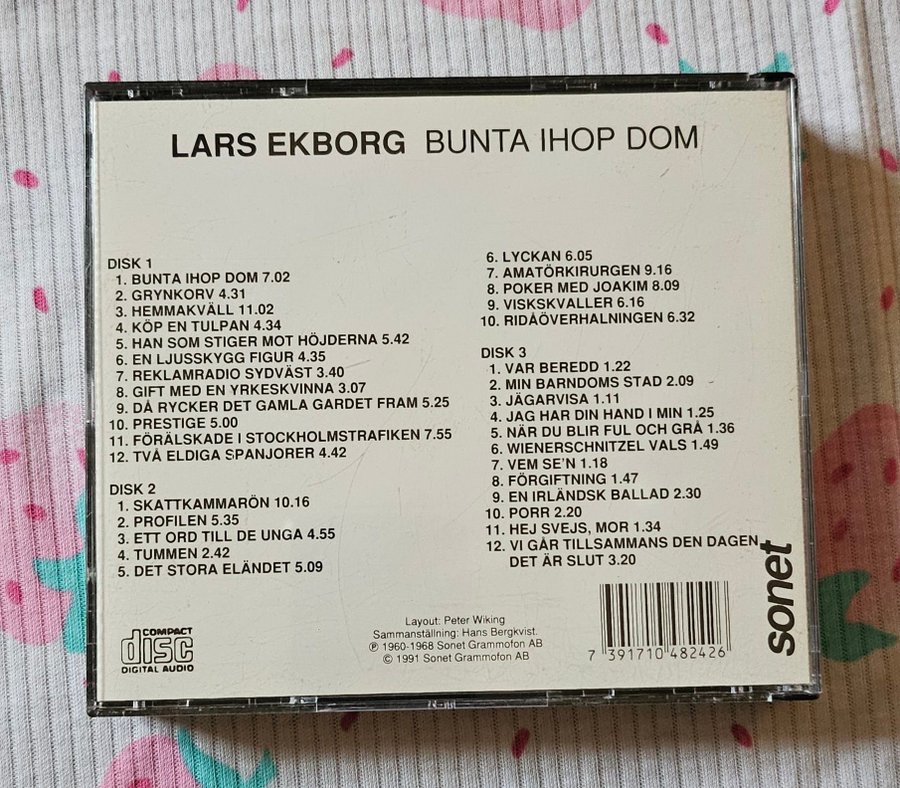 LARS EKBORG BUNTA IHOP DOM
DISK 1
1. BUNTA IHOP DOM 7.02
2. GRYNKORV 4.31
3. HEMMAKVÄLL 11.02
4. KÖP EN TULPAN 4.34
5. HAN SOM STIGER MOT HÖJDERNA 5.42
6. EN LJUSSKYGG FIGUR 4.35
7. REKLAMRADIO SYDVÄST 3.40
8. GIFT MED EN YRKESKVINNA 3.07
9. DÅ RYCKER DET GAMLA GARDET FRAM 5.25
10. PRESTIGE 5.00
11. FÖRÄLSKADE I STOCKHOLMSTRAFIKEN 7.55
12. TVÅ ELDIGA SPANJORER 4.42
DISK 2
1. SKATTKAMMARÖN 10.16
2. PROFILEN 5.35
3. ETT ORD TILL DE UNGA 4.55
4. TUMMEN 2.42
5. DET STORA ELÄNDET 5.09
6. LYCKAN 6.05
7. AMATÖRKIRURGEN 9.16
8. POKER MED JOAKIM 8.09
9. VISKSKVALLER 6.16
10. RIDÅÖVERHALNINGEN 6.32
DISK 3
1. VAR BEREDD 1.22
2. MIN BARNDOMS STAD 2.09
3. JÄGARVISA 1.11
4. JAG HAR DIN HAND I MIN 1.25
5. NÄR DU BLIR FUL OCH GRÅ 1.36
6. WIENERSCHNITZEL VALS 1.49
7. VEM SE'N 1.18
8. FÖRGIFTNING 1.47
9. EN IRLÄNDSK BALLAD 2.30
10. PORR 2.20
11. HEJ SVEJS, MOR 1.34
12. VI GÅR TILLSAMMANS DEN DAGEN
DET ÄR SLUT 3.20
COMPACT
disc
DIGITAL AUDIO
Layout: Peter Wiking
Sammanställning: Hans Bergkvist.
℗ 1960-1968 Sonet Grammofon AB
© 1991 Sonet Grammofon AB
7 391710 482426
sonet